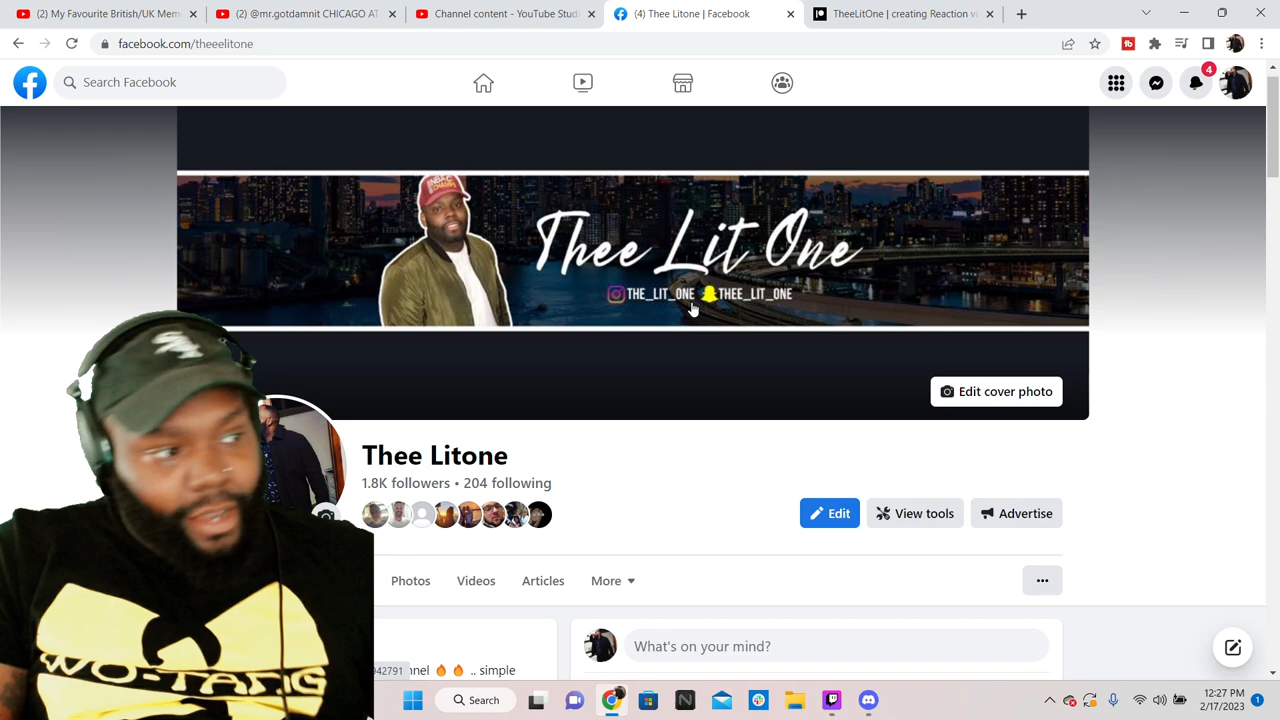 (2) My Favourite British/UK Mem
(2) @mr.gotdamnit CHICAGO AT
Channel content - YouTube Studi
(4) Thee Litone | Facebook
TheeLitOne | creating Reaction vi
facebook.com/theeelitone
Search Facebook
4
Thee Lit One
THE_LIT_ONE THEE_LIT_ONE
Edit cover photo
Thee Litone
1.8K followers • 204 following
Edit
View tools
Advertise
Photos
Videos
Articles
More
What's on your mind?
nnel 🔥 🔥 .. simple
WU-TANG
Search
12:27 PM
2/17/2023
1